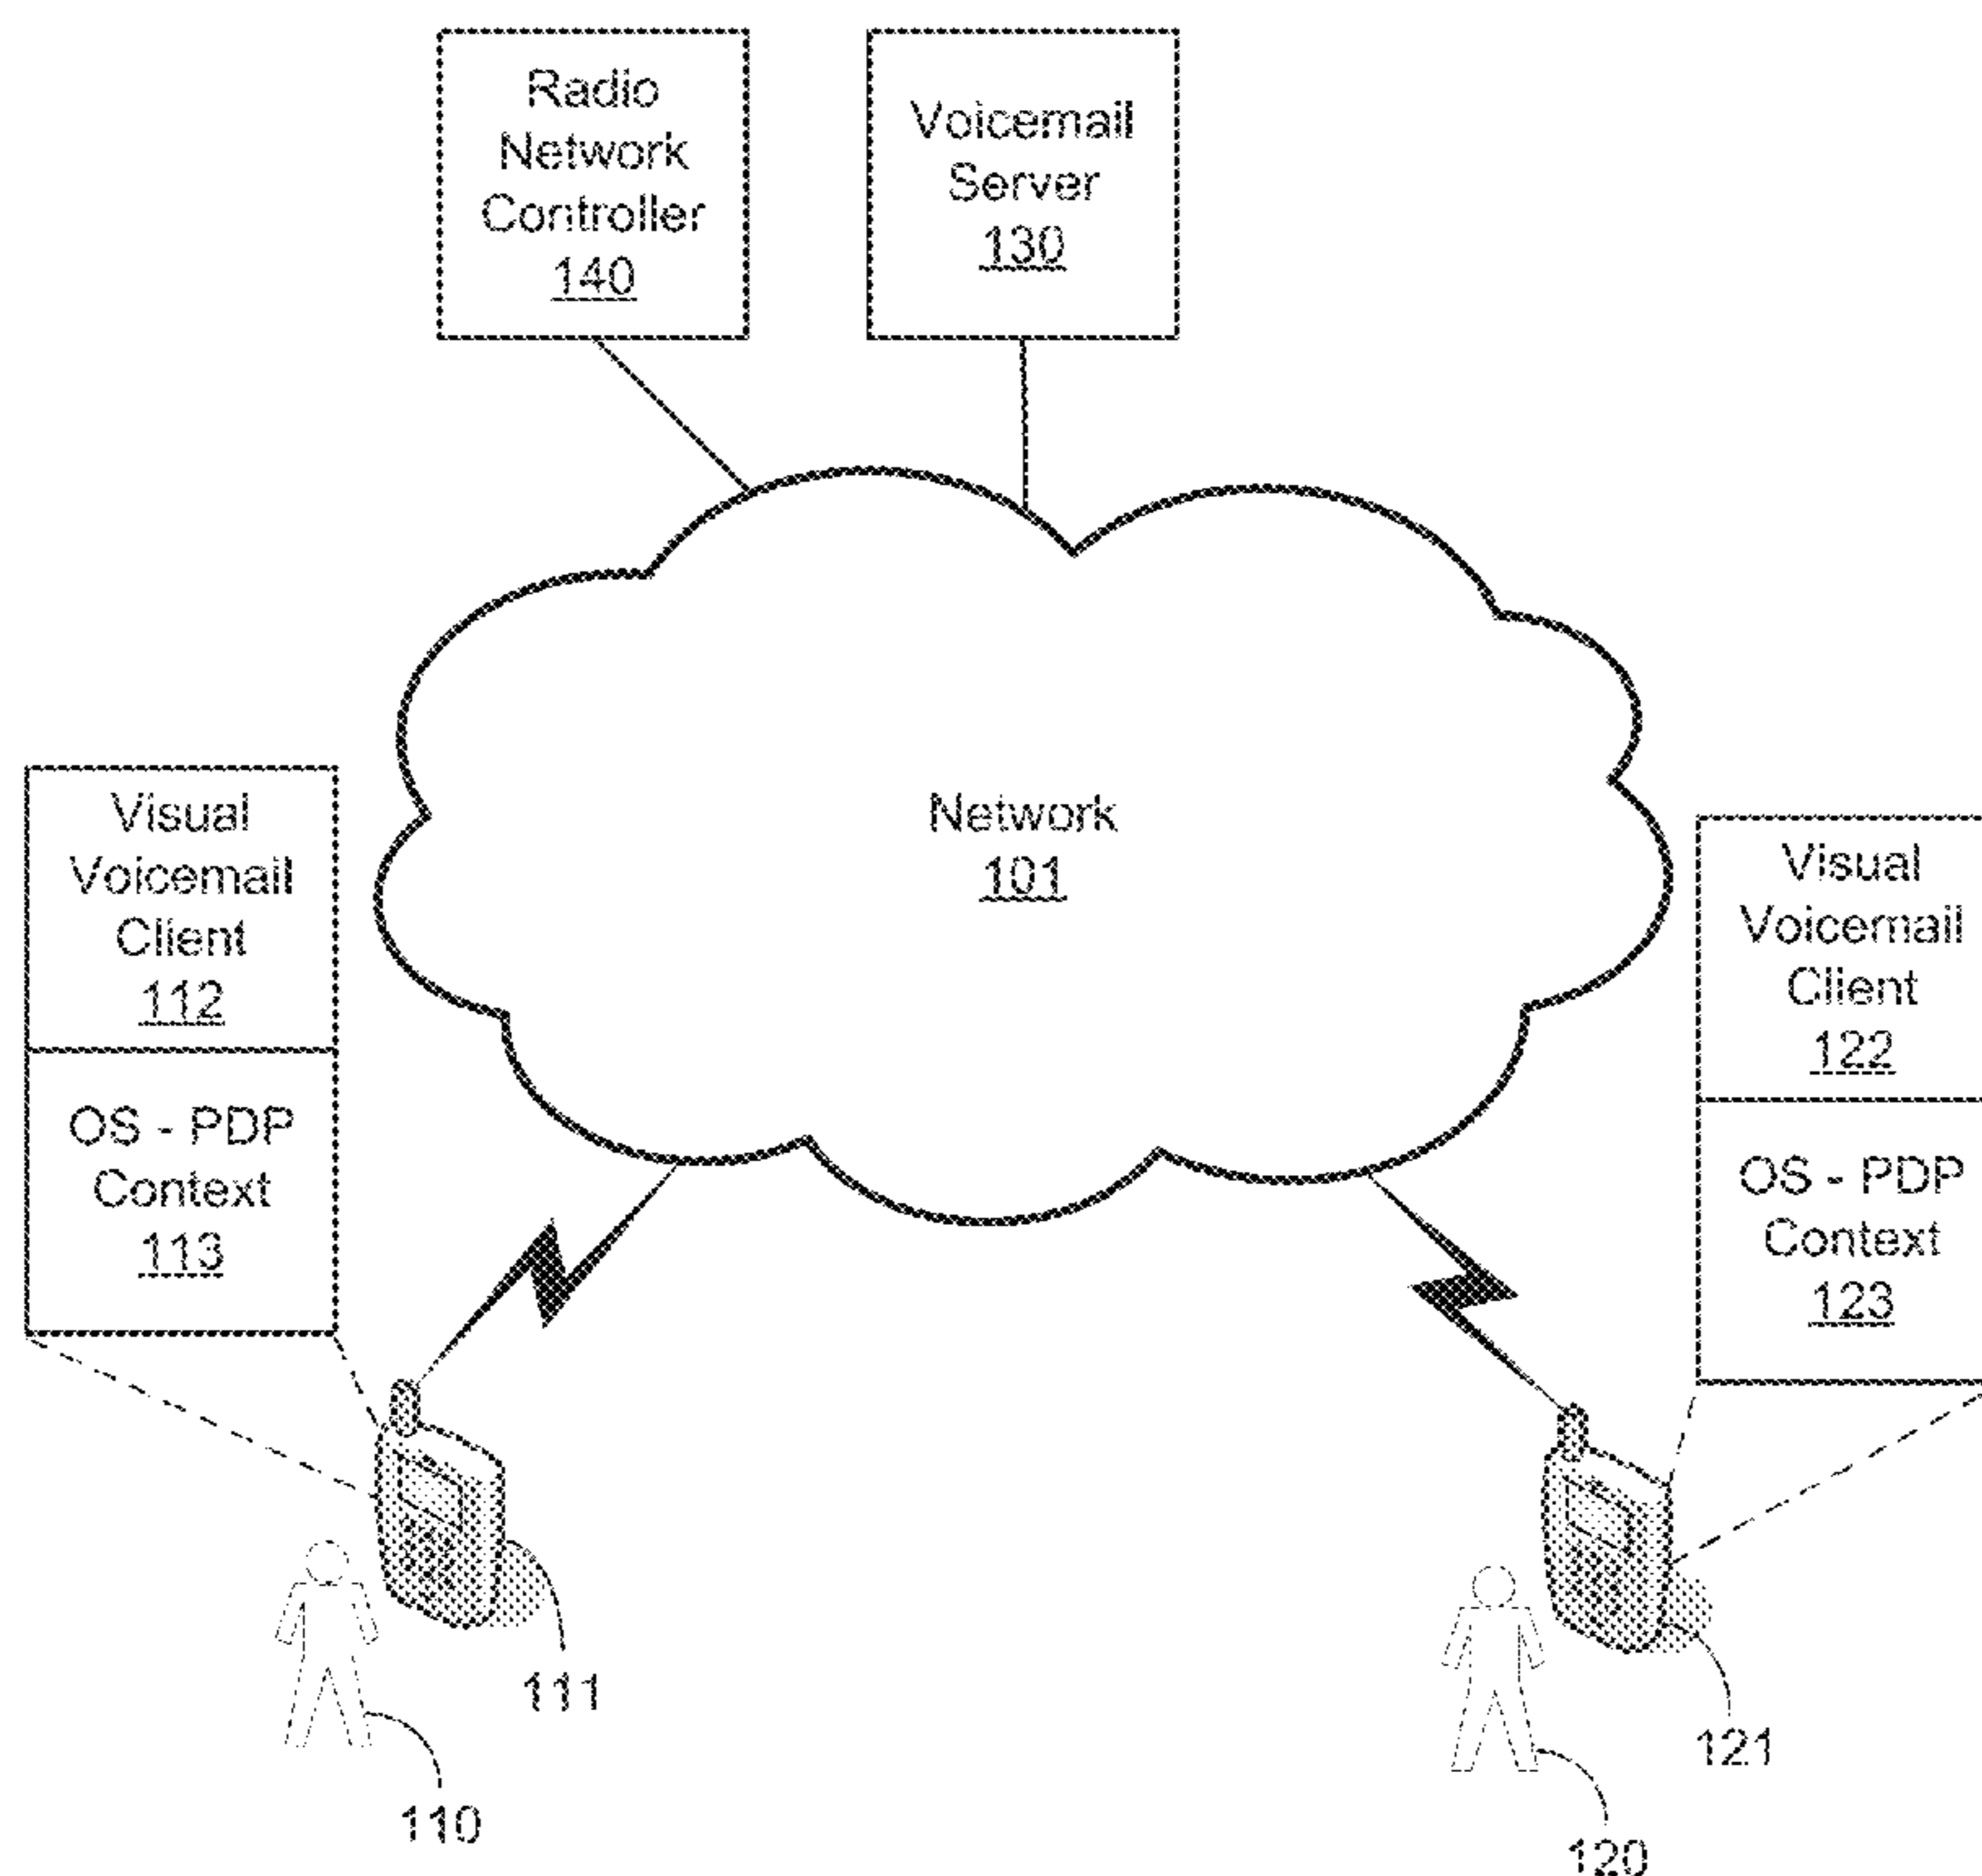 Radio
Network
Controller
140
Voicemail
Server
130
Network
101
Visual
Voicemail
Client
112
OS - PDP
Context
113
Visual
Voicemail
Client
122
OS - PDP
Context
123
111
110
121
120